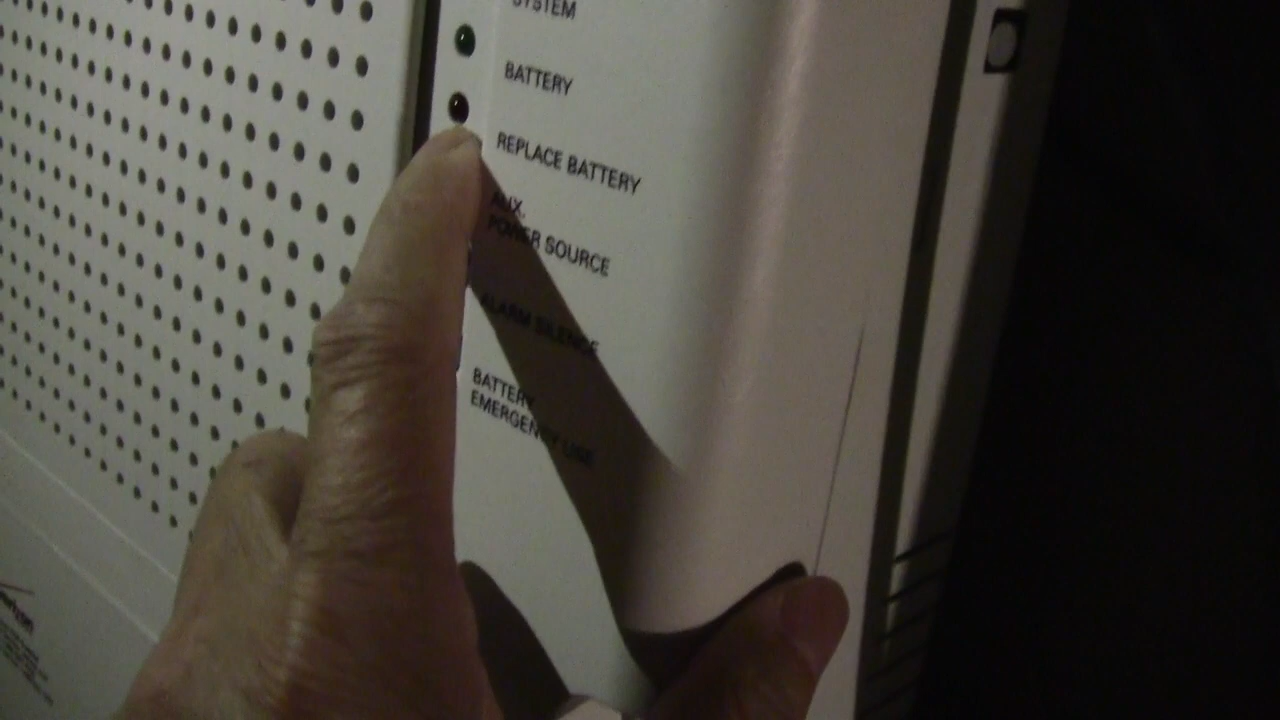 SYSTEM
BATTERY
REPLACE BATTERY
AUX.
POWER SOURCE
ALARM SILENCE
BATTERY
EMERGENCY USE